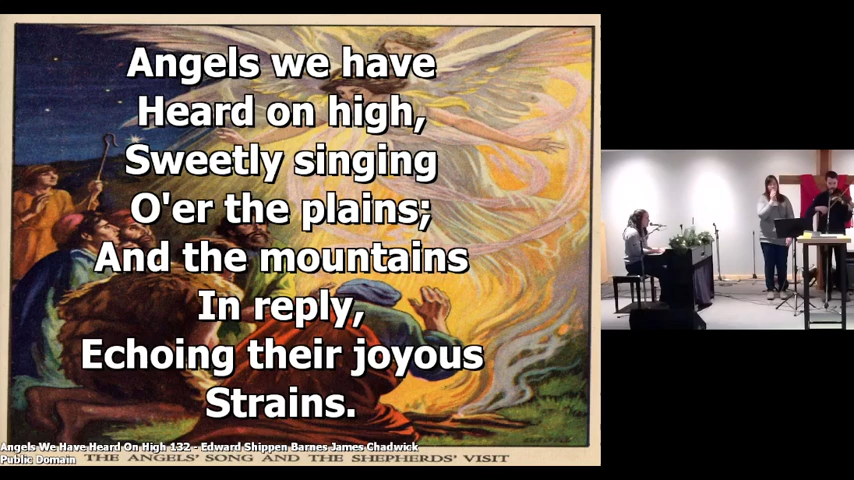 Angels we have
Heard on high,
Sweetly singing
O'er the plains;
And the mountains
In reply,
Echoing their joyous
Strains.
Angels We Have Heard On High 132 - Edward Shippen Barnes James Chadwick
Public Domain
THE ANGELS' SONG AND THE SHEPHERDS' VISIT